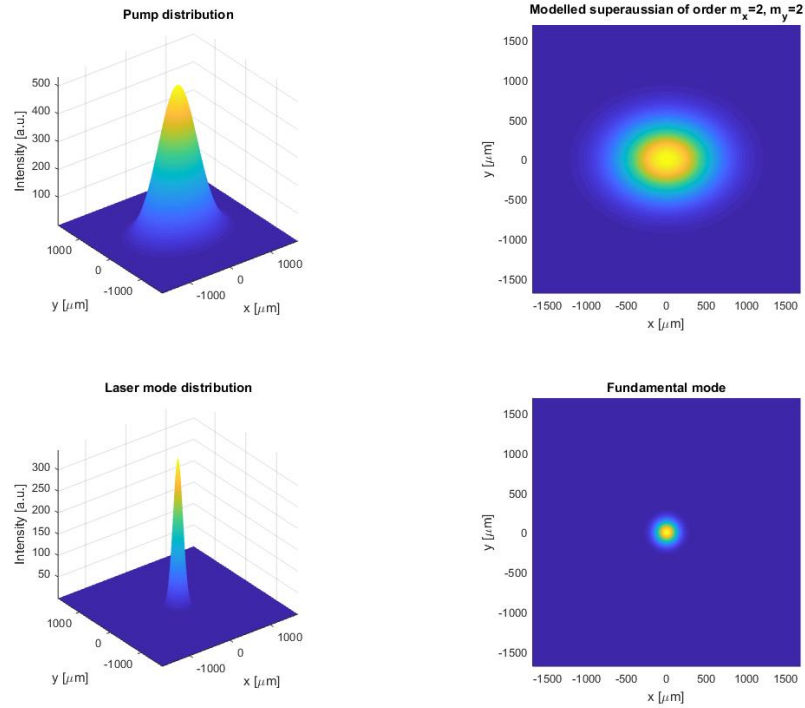 Pump distribution
500
400
300
200
100
Intensity [a.u.]
1000
0
-1000
y [μm]
-1000
0
1000
x [μm]
Modelled superaussian of order m_x=2, m_y=2
1500
1000
500
0
-500
-1000
-1500
y [μm]
-1500 -1000 -500 0 500 1000 1500
x [μm]
Laser mode distribution
300
250
200
150
100
50
Intensity [a.u.]
1000
0
-1000
y [μm]
-1000
0
1000
x [μm]
Fundamental mode
1500
1000
500
0
-500
-1000
-1500
y [μm]
-1500 -1000 -500 0 500 1000 1500
x [μm]